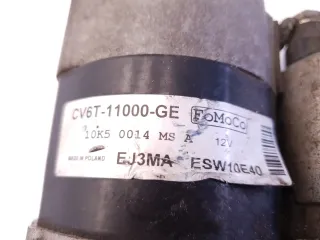 CV6T-11000-GE FoMoCo
10K5 0014 MS A 12V
MADE IN POLAND EJ3MA ESW10E40